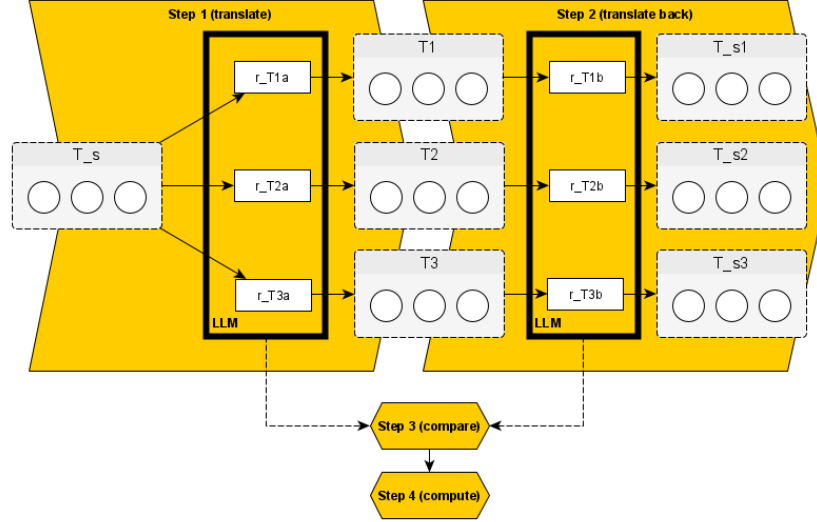 Step 1 (translate)
Step 2 (translate back)
T1
T_s1
r_T1a
r_T1b
T_s
T2
T_s2
r_T2a
r_T2b
T3
T_s3
r_T3a
r_T3b
LLM
LLM
Step 3 (compare)
Step 4 (compute)